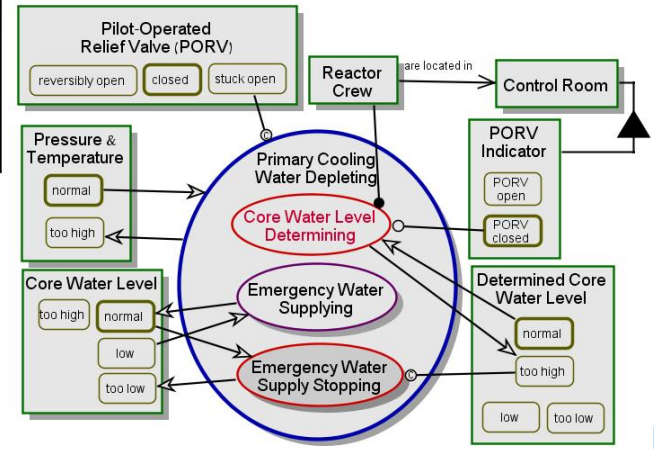 Pilot-Operated
Relief Valve (PORV)
reversibly open
closed
stuck open
Reactor
Crew
are located in
Control Room
Pressure &
Temperature
normal
too high
PORV
Indicator
PORV
open
PORV
closed
©
Primary Cooling
Water Depleting
Core Water Level
Determining
Emergency Water
Supplying
Emergency Water
Supply Stopping
©
Core Water Level
too high
normal
low
too low
Determined Core
Water Level
normal
too high
low
too low